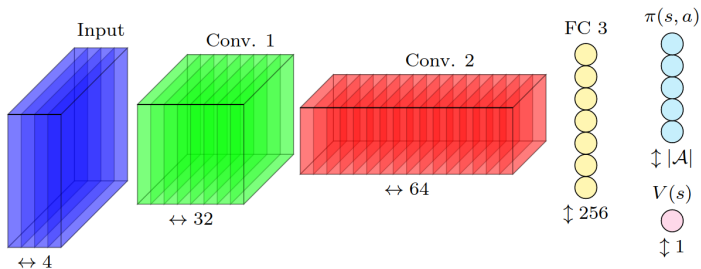 Input
↔ 4
Conv. 1
↔ 32
Conv. 2
↔ 64
FC 3
↕ 256
π(s, a)
↕ |𝒜|
V(s)
↕ 1